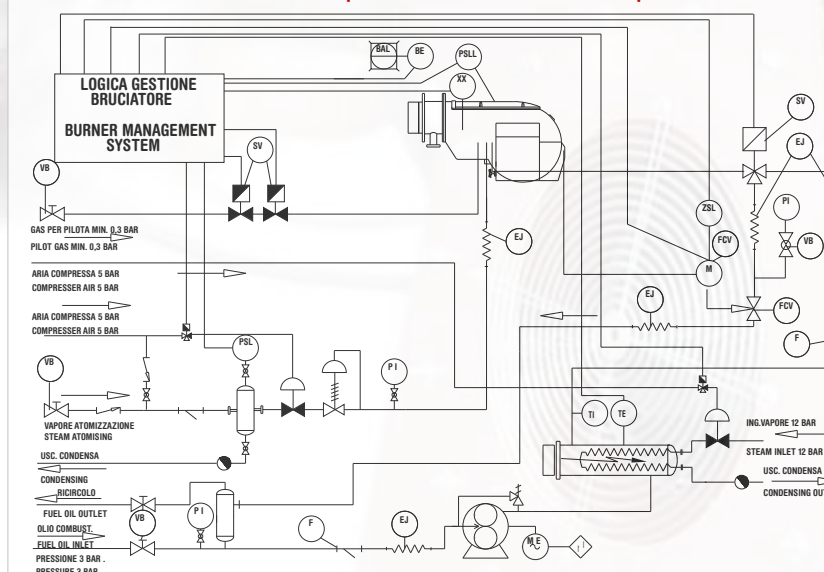 LOGICA GESTIONE
BRUCIATORE
BURNER MANAGEMENT
SYSTEM
BAL
BE
PSLL
XX
SV
EJ
VB
SV
ZSL
PI
GAS PER PILOTA MIN. 0,3 BAR
PILOT GAS MIN. 0,3 BAR
EJ
FCV
VB
M
ARIA COMPRESSA 5 BAR
COMPRESSER AIR 5 BAR
EJ
FCV
ARIA COMPRESSA 5 BAR
COMPRESSER AIR 5 BAR
F
PSL
VB
P I
TI
TE
VAPORE ATOMIZZAZIONE
STEAM ATOMISING
ING.VAPORE 12 BAR
STEAM INLET 12 BAR
USC. CONDENSA
CONDENSING
USC. CONDENSA
CONDENSING OU
RICIRCOLO
FUEL OIL OUTLET
VB
P I
F
EJ
M E
OLIO COMBUST.
FUEL OIL INLET
PRESSIONE 3 BAR .
PRESSURE 3 BAR